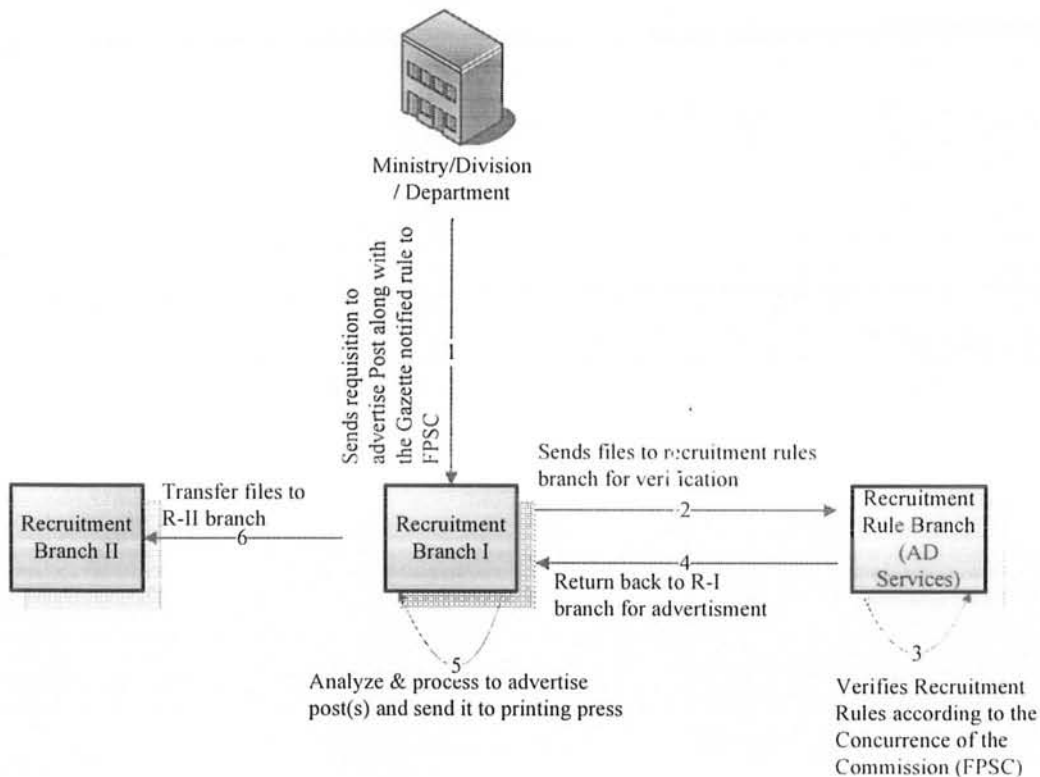 Ministry/Division
/ Department
Sends requisition to
advertise Post along with
the Gazette notified rule to
FPSC
1
Sends files to recruitment rules
branch for verification
2
Recruitment
Rule Branch
(AD
Services)
Transfer files to
R-II branch
6
Recruitment
Branch II
Recruitment
Branch I
4
Return back to R-I
branch for advertisment
5
Analyze & process to advertise
post(s) and send it to printing press
3
Verifies Recruitment
Rules according to the
Concurrence of the
Commission (FPSC)